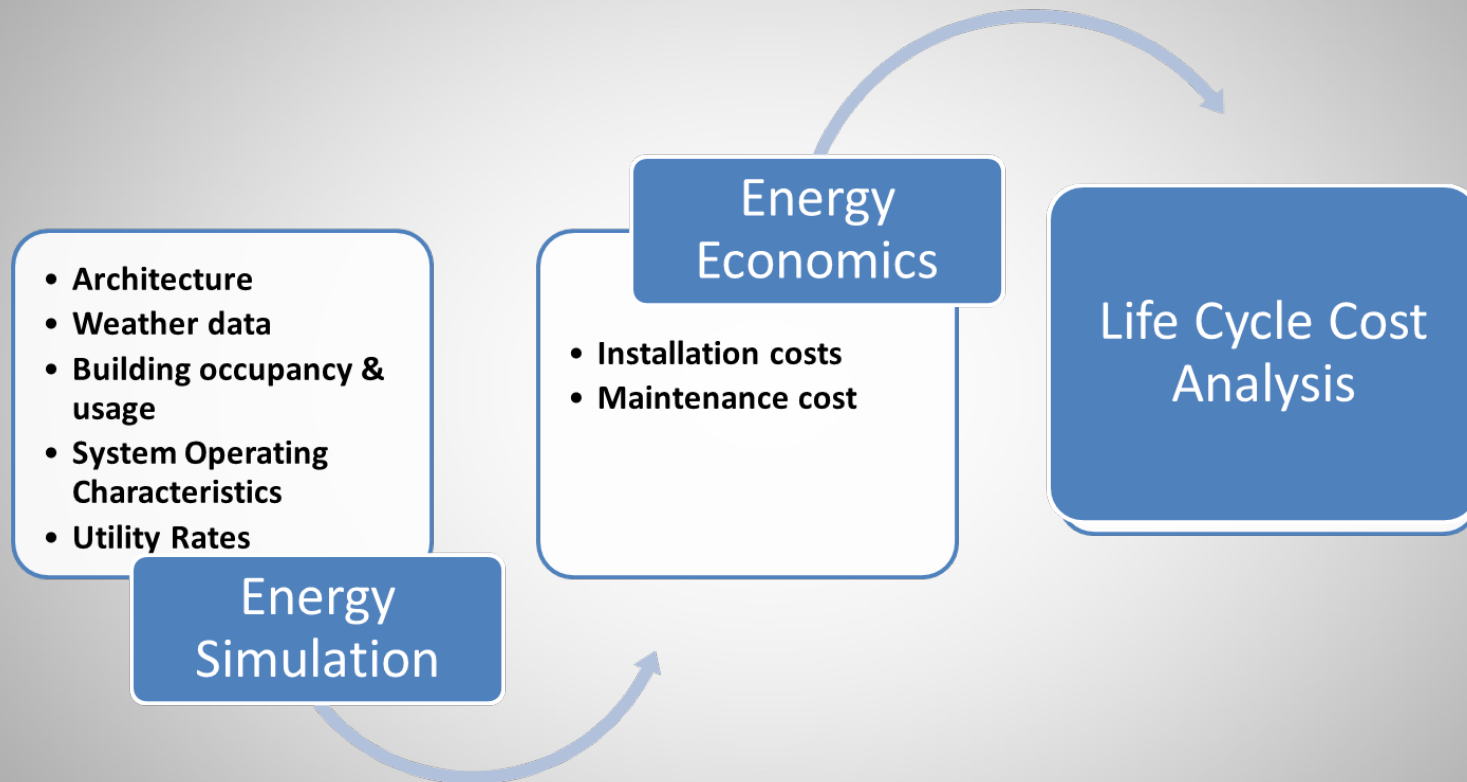 • Architecture
• Weather data
• Building occupancy &
usage
• System Operating
Characteristics
• Utility Rates
Energy
Simulation
Energy
Economics
• Installation costs
• Maintenance cost
Life Cycle Cost
Analysis